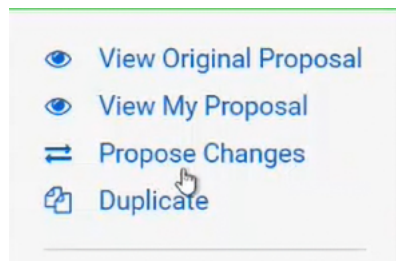 View Original Proposal
View My Proposal
Propose Changes
Duplicate